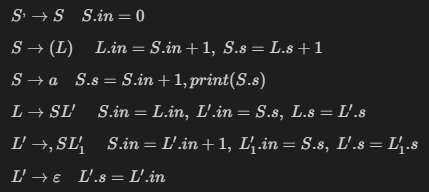 S' → S S.in = 0
S → (L) L.in = S.in + 1, S.s = L.s + 1
S → a S.s = S.in + 1, print(S.s)
L → SL' S.in = L.in, L'.in = S.s, L.s = L'.s
L' →, SL'₁ S.in = L'.in + 1, L'₁.in = S.s, L'.s = L'₁.s
L' → ε L'.s = L'.in